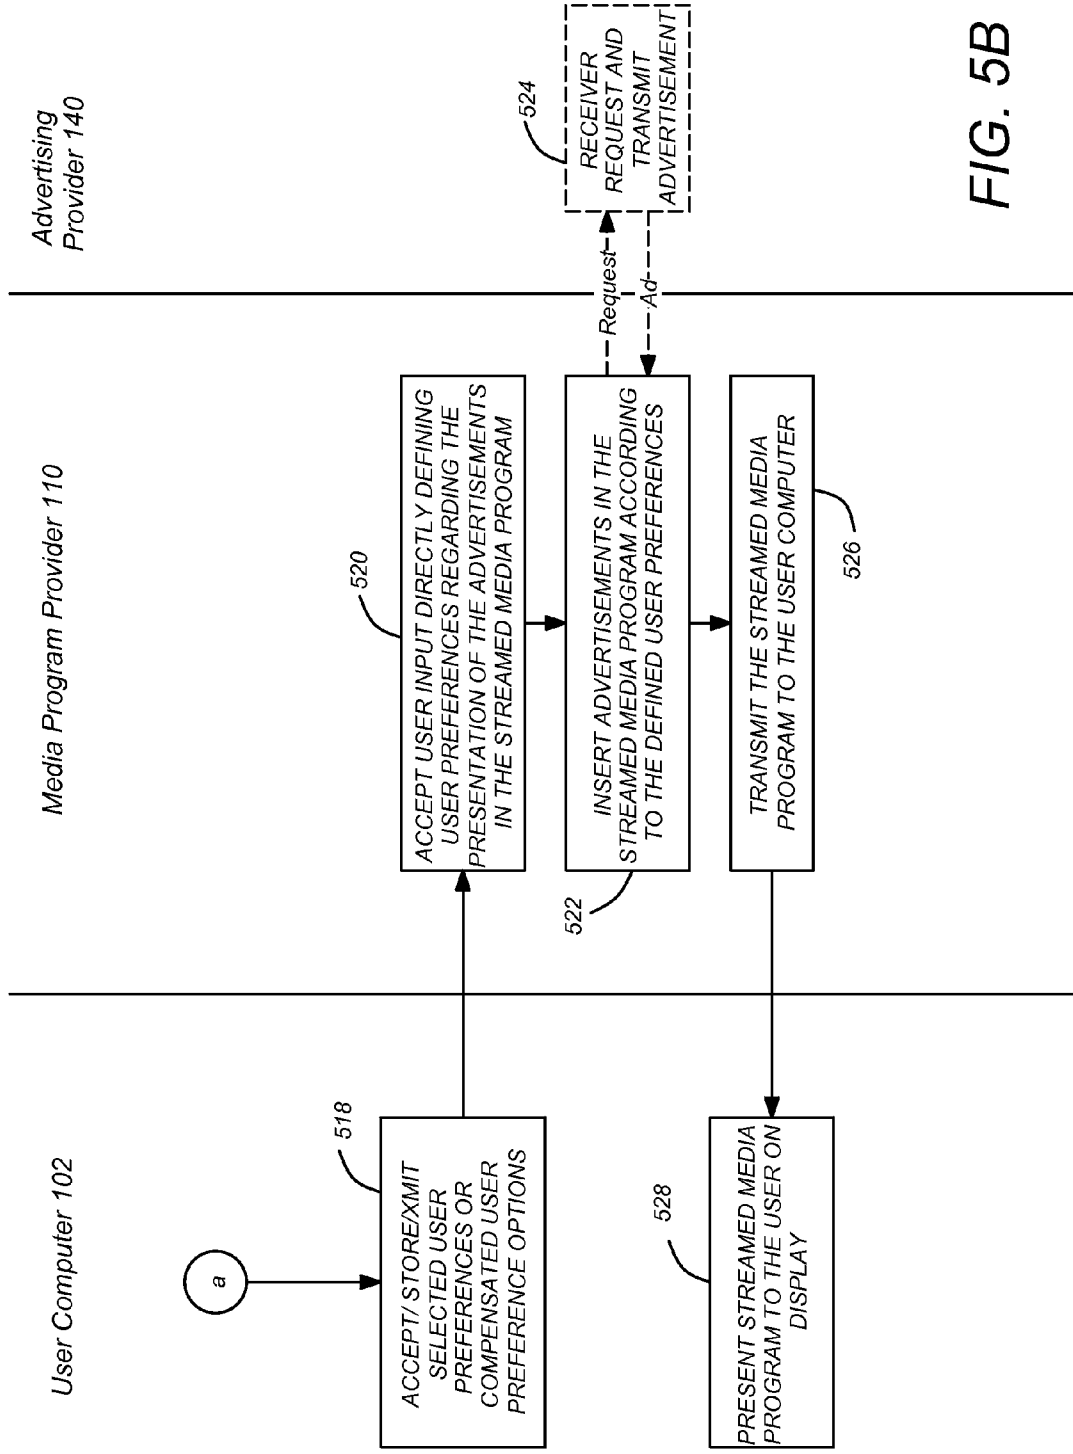 User Computer 102
Media Program Provider 110
Advertising
Provider 140
a
518
ACCEPT/ STORE/XMIT
SELECTED USER
PREFERENCES OR
COMPENSATED USER
PREFERENCE OPTIONS
520
ACCEPT USER INPUT DIRECTLY DEFINING
USER PREFERENCES REGARDING THE
PRESENTATION OF THE ADVERTISEMENTS
IN THE STREAMED MEDIA PROGRAM
522
INSERT ADVERTISEMENTS IN THE
STREAMED MEDIA PROGRAM ACCORDING
TO THE DEFINED USER PREFERENCES
Request
Ad
524
RECEIVER
REQUEST AND
TRANSMIT
ADVERTISEMENT
TRANSMIT THE STREAMED MEDIA
PROGRAM TO THE USER COMPUTER
526
528
PRESENT STREAMED MEDIA
PROGRAM TO THE USER ON
DISPLAY
FIG. 5B